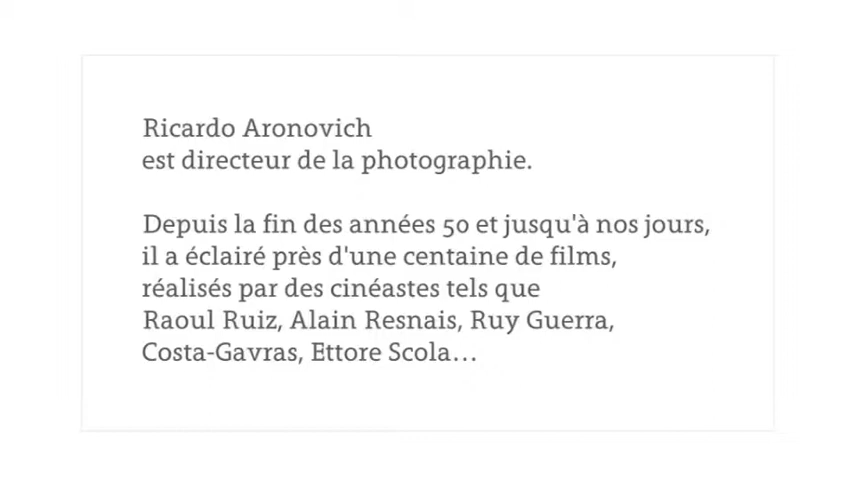 Ricardo Aronovich
est directeur de la photographie.
Depuis la fin des années 50 et jusqu'à nos jours,
il a éclairé près d'une centaine de films,
réalisés par des cinéastes tels que
Raoul Ruiz, Alain Resnais, Ruy Guerra,
Costa-Gavras, Ettore Scola…